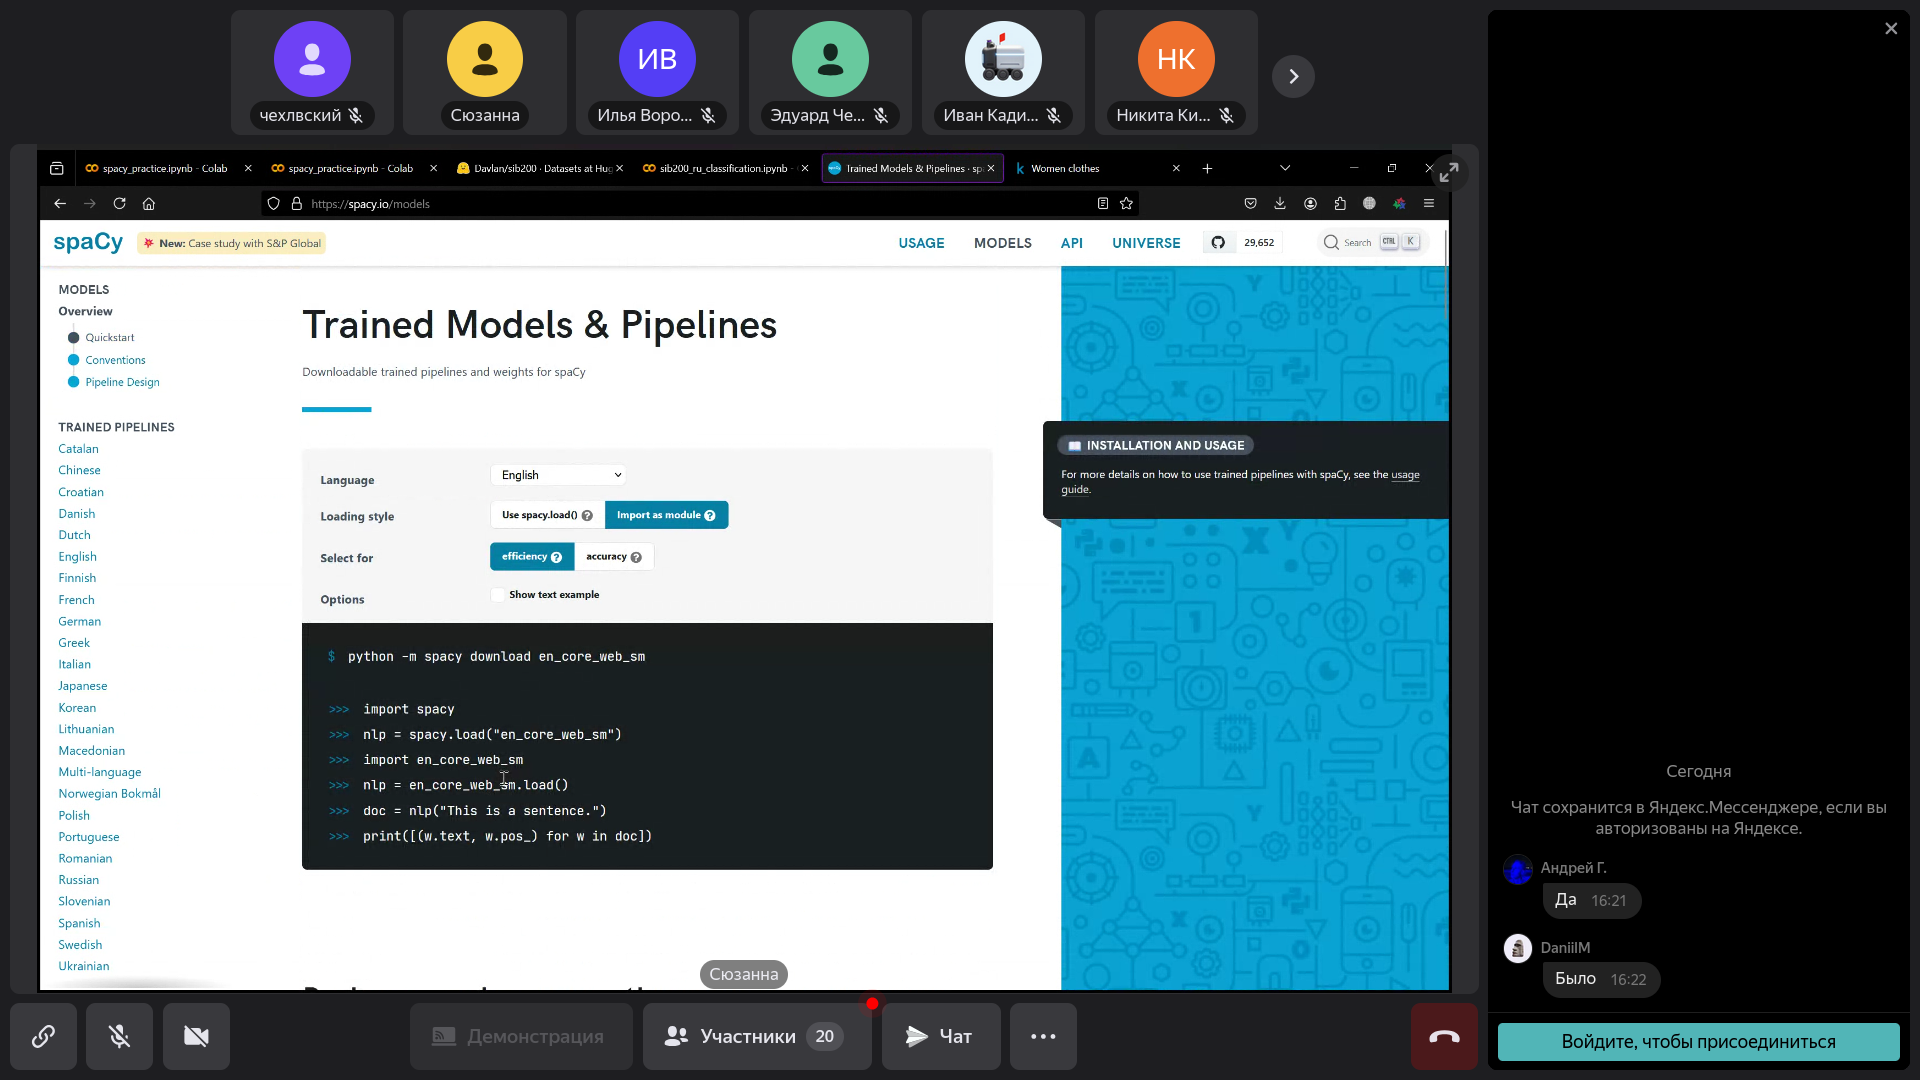 чехлвский
Сюзанна
ИВ
Илья Воро...
Эдуард Че...
Иван Кади...
НК
Никита Ки...
spacy_practice.ipynb - Colab
spacy_practice.ipynb - Colab
Davlan/sib200 · Datasets at Hug
sib200_ru_classification.ipynb -
Trained Models & Pipelines · sp
k Women clothes
https://spacy.io/models
spaCy
New: Case study with S&P Global
USAGE
MODELS
API
UNIVERSE
29,652
Search CTRL K
MODELS
Overview
Quickstart
Conventions
Pipeline Design
TRAINED PIPELINES
Catalan
Chinese
Croatian
Danish
Dutch
English
Finnish
French
German
Greek
Italian
Japanese
Korean
Lithuanian
Macedonian
Multi-language
Norwegian Bokmål
Polish
Portuguese
Romanian
Russian
Slovenian
Spanish
Swedish
Ukrainian
Trained Models & Pipelines
Downloadable trained pipelines and weights for spaCy
Language English
Loading style Use spacy.load() ? Import as module ?
Select for efficiency ? accuracy ?
Options Show text example
$ python -m spacy download en_core_web_sm
>>> import spacy
>>> nlp = spacy.load("en_core_web_sm")
>>> import en_core_web_sm
>>> nlp = en_core_web_sm.load()
>>> doc = nlp("This is a sentence.")
>>> print([(w.text, w.pos_) for w in doc])
INSTALLATION AND USAGE
For more details on how to use trained pipelines with spaCy, see the usage
guide.
Сюзанна
Демонстрация
Участники 20
Чат
Сегодня
Чат сохранится в Яндекс.Мессенджере, если вы
авторизованы на Яндексе.
Андрей Г.
Да 16:21
DaniilM
Было 16:22
Войдите, чтобы присоединиться